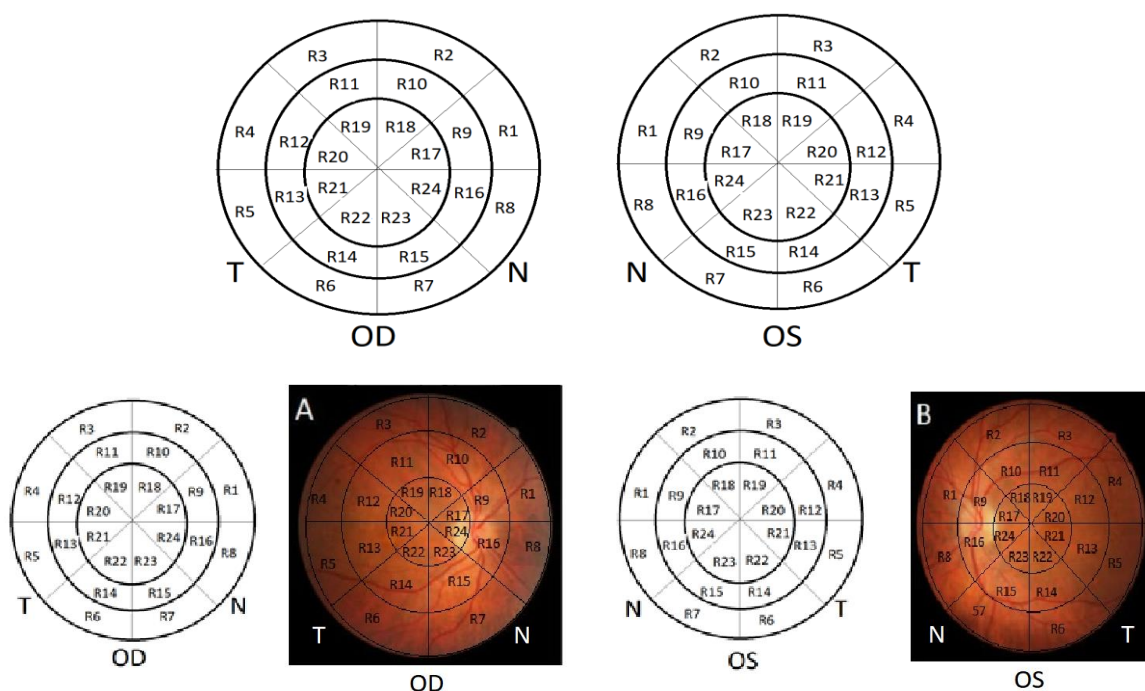 R3 R2
R11 R10
R4 R12 R19 R18 R9 R1
R20 R17
R21 R24
R5 R13 R22 R23 R16 R8
R14 R15
R6 R7
T N
OD
R2 R3
R10 R11
R1 R9 R18 R19 R12 R4
R17 R20
R24 R21
R8 R16 R23 R22 R13 R5
R15 R14
R7 R6
N T
OS
R3 R2
R11 R10
R4 R12 R19 R18 R9 R1
R20 R17
R21 R24
R5 R13 R22 R23 R16 R8
R14 R15
R6 R7
T N
OD
A
R3 R2
R11 R10
R4 R12 R19 R18 R9 R1
R20 R17
R21 R24
R5 R13 R22 R23 R16 R8
R14 R15
R6 R7
T N
OD
R2 R3
R10 R11
R1 R9 R18 R19 R12 R4
R17 R20
R24 R21
R8 R16 R23 R22 R13 R5
R15 R14
R7 R6
N T
OS
B
R2 R3
R10 R11
R1 R9 R18 R19 R12 R4
R17 R20
R24 R21
R8 R16 R23 R22 R13 R5
R15 R14
R6
N T
OS